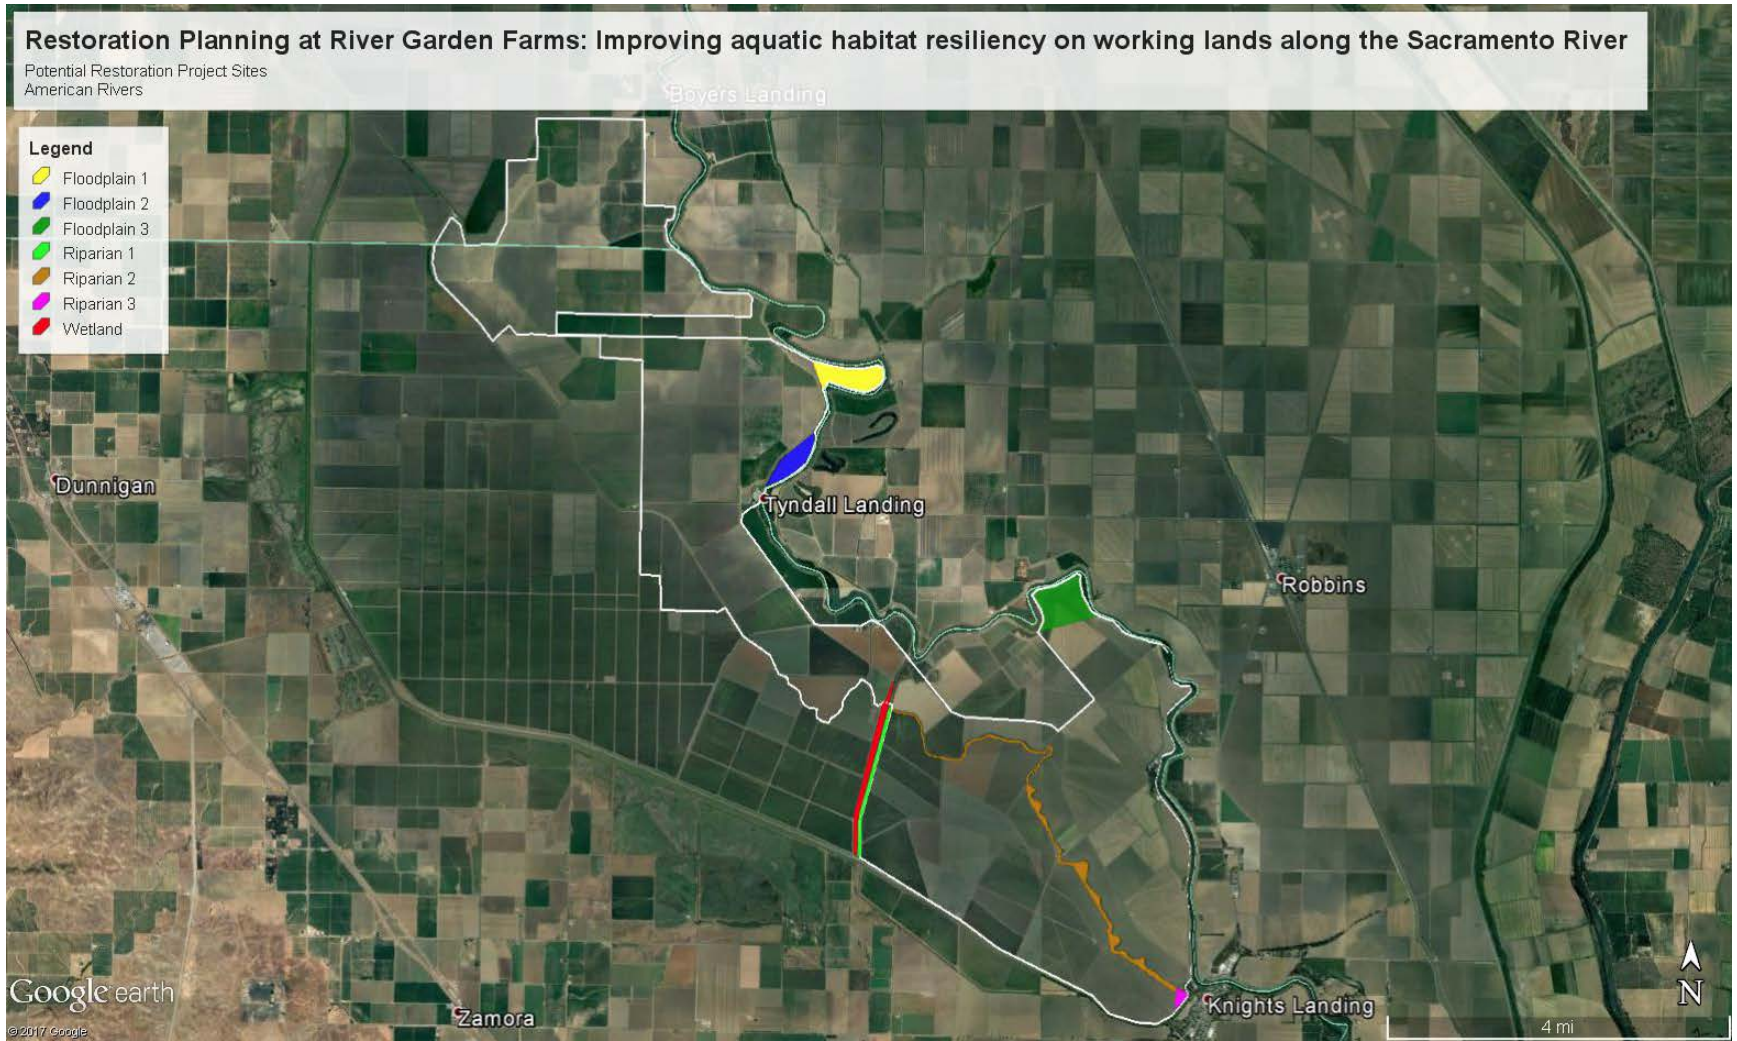 Restoration Planning at River Garden Farms: Improving aquatic habitat resiliency on working lands along the Sacramento River
Potential Restoration Project Sites
American Rivers
Boyers Landing
Legend
Floodplain 1
Floodplain 2
Floodplain 3
Riparian 1
Riparian 2
Riparian 3
Wetland
Dunnigan
Tyndall Landing
Robbins
Google earth
© 2017 Google
Zamora
Knights Landing
N
4 mi